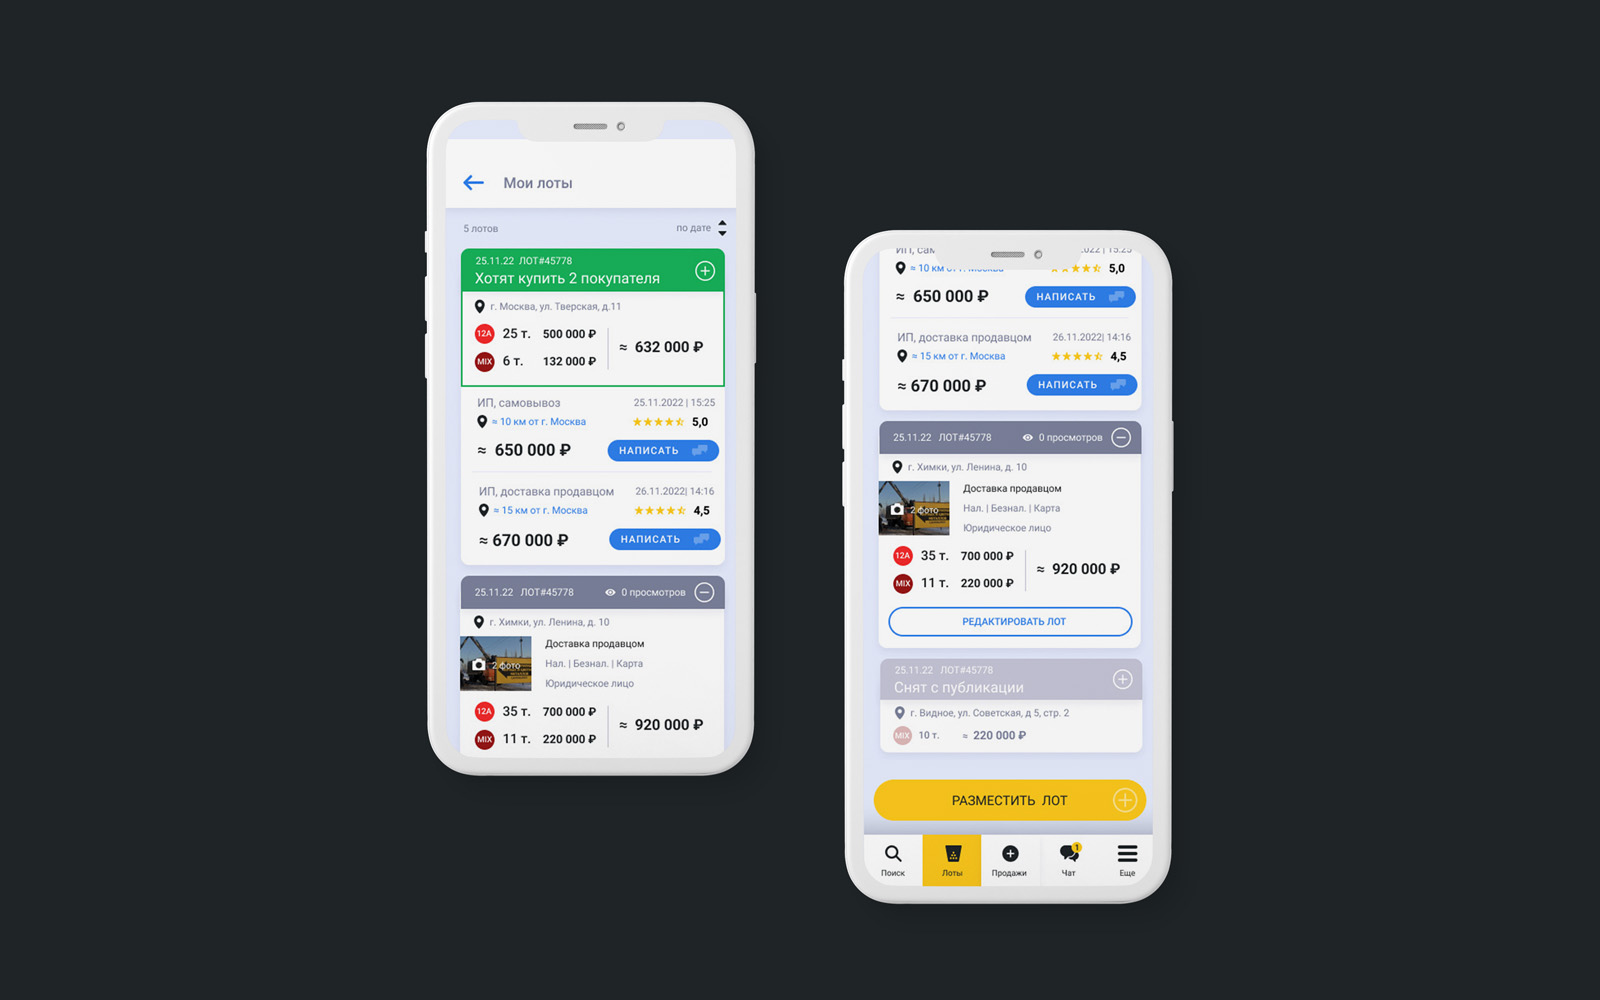 Мои лоты
5 лотов по дате
25.11.22 ЛОТ#45778
Хотят купить 2 покупателя
г. Москва, ул. Тверская, д.11
12A 25 т. 500 000 ₽
≈ 632 000 ₽
MIX 6 т. 132 000 ₽
ИП, самовывоз 25.11.2022 | 15:25
≈ 10 км от г. Москва 5,0
≈ 650 000 ₽ НАПИСАТЬ
ИП, доставка продавцом 26.11.2022| 14:16
≈ 15 км от г. Москва 4,5
≈ 670 000 ₽ НАПИСАТЬ
25.11.22 ЛОТ#45778 0 просмотров
г. Химки, ул. Ленина, д. 10
Доставка продавцом
2 фото Нал. | Безнал. | Карта
Юридическое лицо
12A 35 т. 700 000 ₽
≈ 920 000 ₽
MIX 11 т. 220 000 ₽
≈ 10 км от г. Москва 5,0
≈ 650 000 ₽ НАПИСАТЬ
ИП, доставка продавцом 26.11.2022| 14:16
≈ 15 км от г. Москва 4,5
≈ 670 000 ₽ НАПИСАТЬ
25.11.22 ЛОТ#45778 0 просмотров
г. Химки, ул. Ленина, д. 10
Доставка продавцом
2 фото Нал. | Безнал. | Карта
Юридическое лицо
12A 35 т. 700 000 ₽
≈ 920 000 ₽
MIX 11 т. 220 000 ₽
РЕДАКТИРОВАТЬ ЛОТ
25.11.22 ЛОТ#45778
Снят с публикации
г. Видное, ул. Советская, д 5, стр. 2
MIX 10 т. ≈ 220 000 ₽
РАЗМЕСТИТЬ ЛОТ
1
Поиск Лоты Продажи Чат Еще